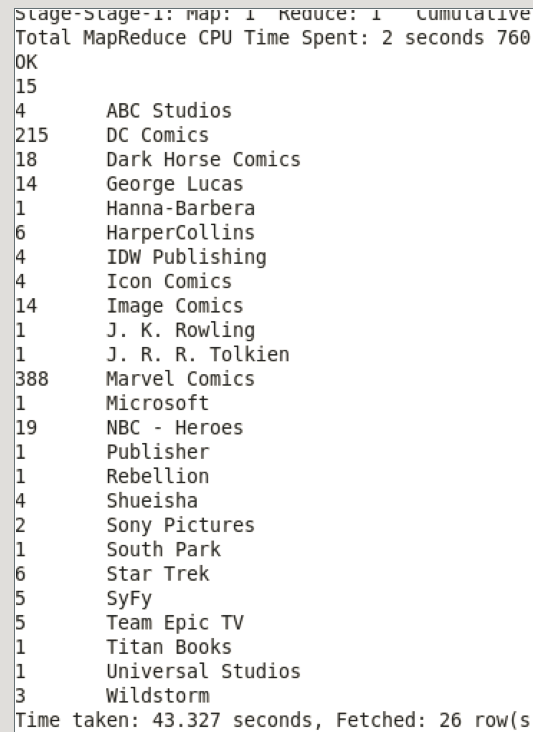 Stage-Stage-1: Map: 1 Reduce: 1 Cumulative
Total MapReduce CPU Time Spent: 2 seconds 760
OK
15
4 ABC Studios
215 DC Comics
18 Dark Horse Comics
14 George Lucas
1 Hanna-Barbera
6 HarperCollins
4 IDW Publishing
4 Icon Comics
14 Image Comics
1 J. K. Rowling
1 J. R. R. Tolkien
388 Marvel Comics
1 Microsoft
19 NBC - Heroes
1 Publisher
1 Rebellion
4 Shueisha
2 Sony Pictures
1 South Park
6 Star Trek
5 SyFy
5 Team Epic TV
1 Titan Books
1 Universal Studios
3 Wildstorm
Time taken: 43.327 seconds, Fetched: 26 row(s